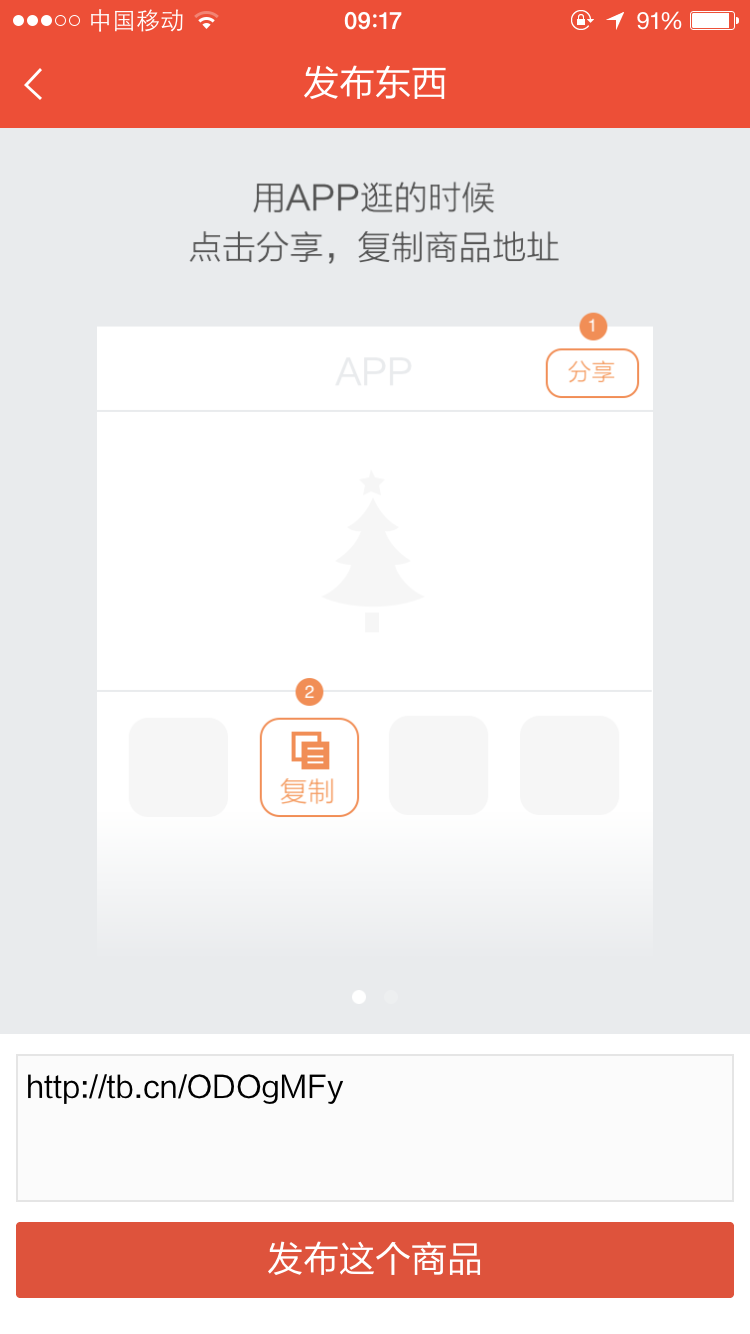 中国移动 09:17 91%
发布东西
用APP逛的时候
点击分享，复制商品地址
1
APP 分享
2
复制
http://tb.cn/ODOgMFy
发布这个商品